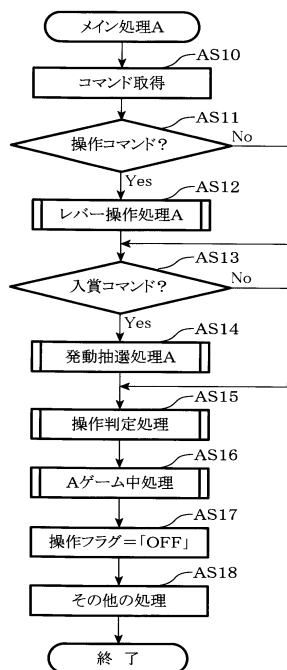 メイン処理A
AS10
コマンド取得
AS11
操作コマンド?
No
Yes
AS12
レバー操作処理A
AS13
入賞コマンド?
No
Yes
AS14
発動抽選処理A
AS15
操作判定処理
AS16
Aゲーム中処理
AS17
操作フラグ=「OFF」
AS18
その他の処理
終 了